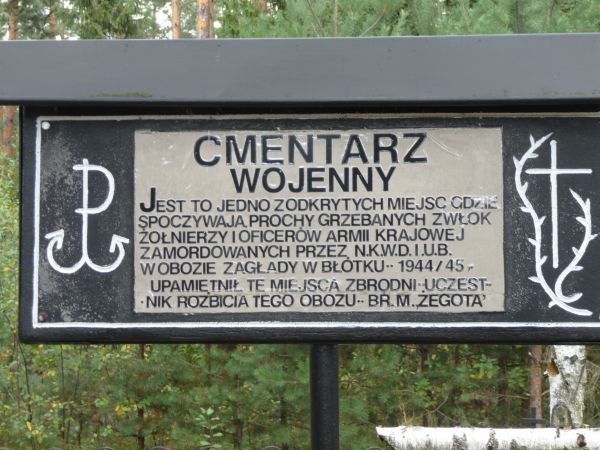 CMENTARZ
WOJENNY
JEST TO JEDNO Z ODKRYTYCH MIEJSC GDZIE
SPOCZYWAJĄ PROCHY GRZEBANYCH ZWŁOK
ŻOŁNIERZY I OFICERÓW ARMII KRAJOWEJ
ZAMORDOWANYCH PRZEZ N.K.W.D. I U.B.
W OBOZIE ZAGŁADY W BŁOTKU - 1944/45 r.
UPAMIĘTNIŁ TE MIEJSCA ZBRODNI - UCZEST-
NIK ROZBICIA TEGO OBOZU - BR. M. „ŻEGOTA"